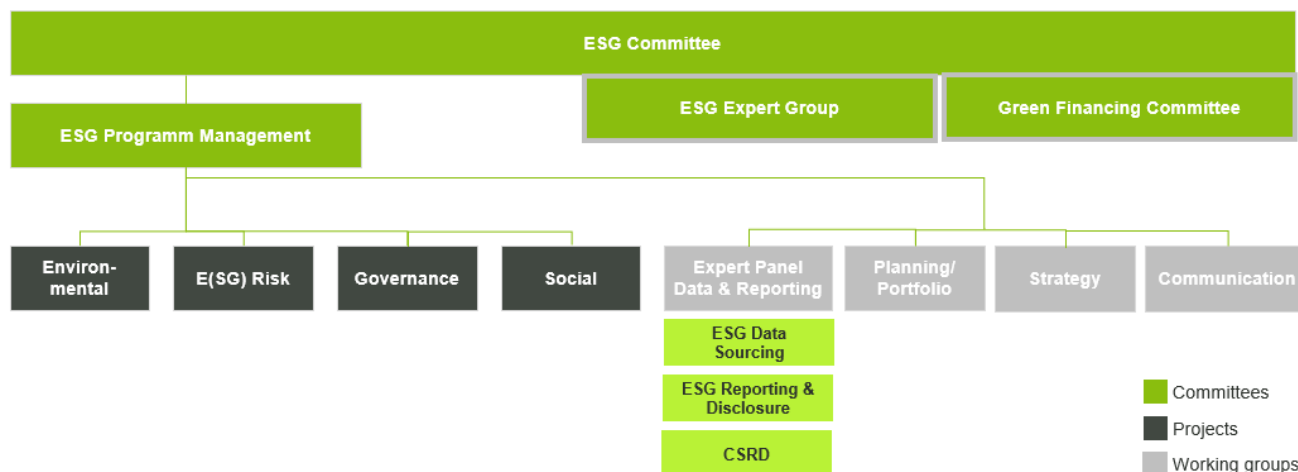 ESG Committee
ESG Expert Group
Green Financing Committee
ESG Programm Management
Environ-
mental
E(SG) Risk
Governance
Social
Expert Panel
Data & Reporting
Planning/
Portfolio
Strategy
Communication
ESG Data
Sourcing
ESG Reporting &
Disclosure
CSRD
Committees
Projects
Working groups